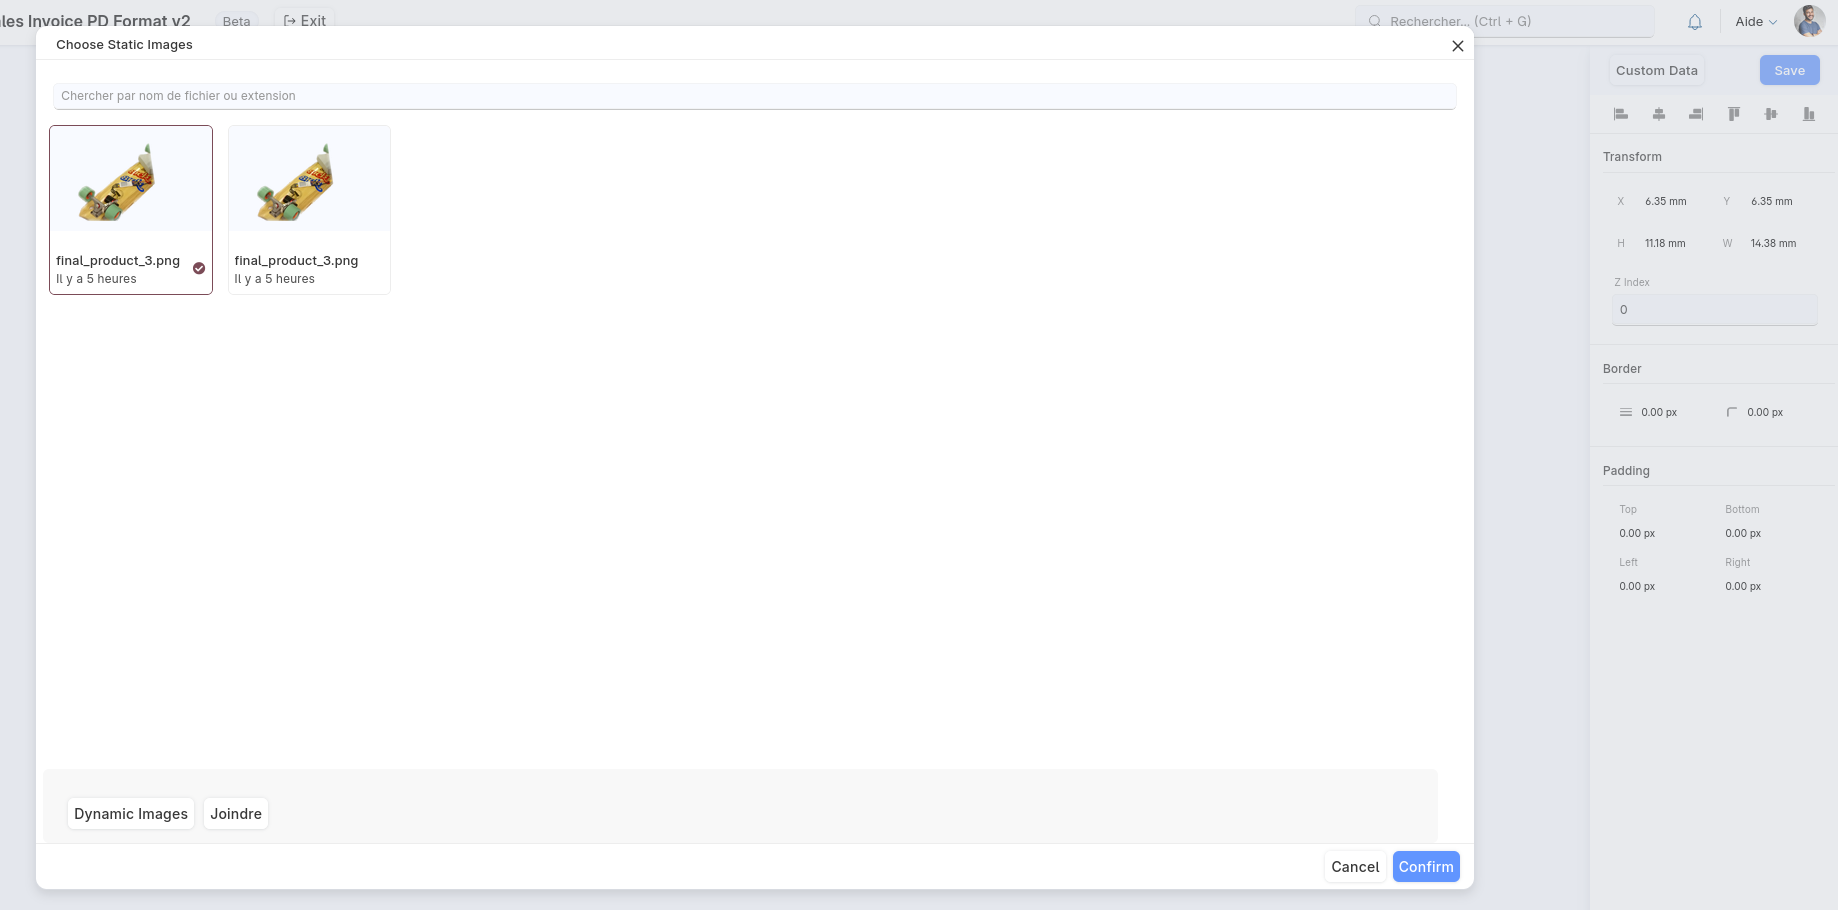 les Invoice PD Format v2
Beta
Exit
Rechercher... (Ctrl + G)
Aide
Choose Static Images
Chercher par nom de fichier ou extension
final_product_3.png
Il y a 5 heures
final_product_3.png
Il y a 5 heures
Dynamic Images
Joindre
Cancel
Confirm
Custom Data
Save
Transform
X 6.35 mm Y 6.35 mm
H 11.18 mm W 14.38 mm
Z Index
0
Border
0.00 px 0.00 px
Padding
Top Bottom
0.00 px 0.00 px
Left Right
0.00 px 0.00 px